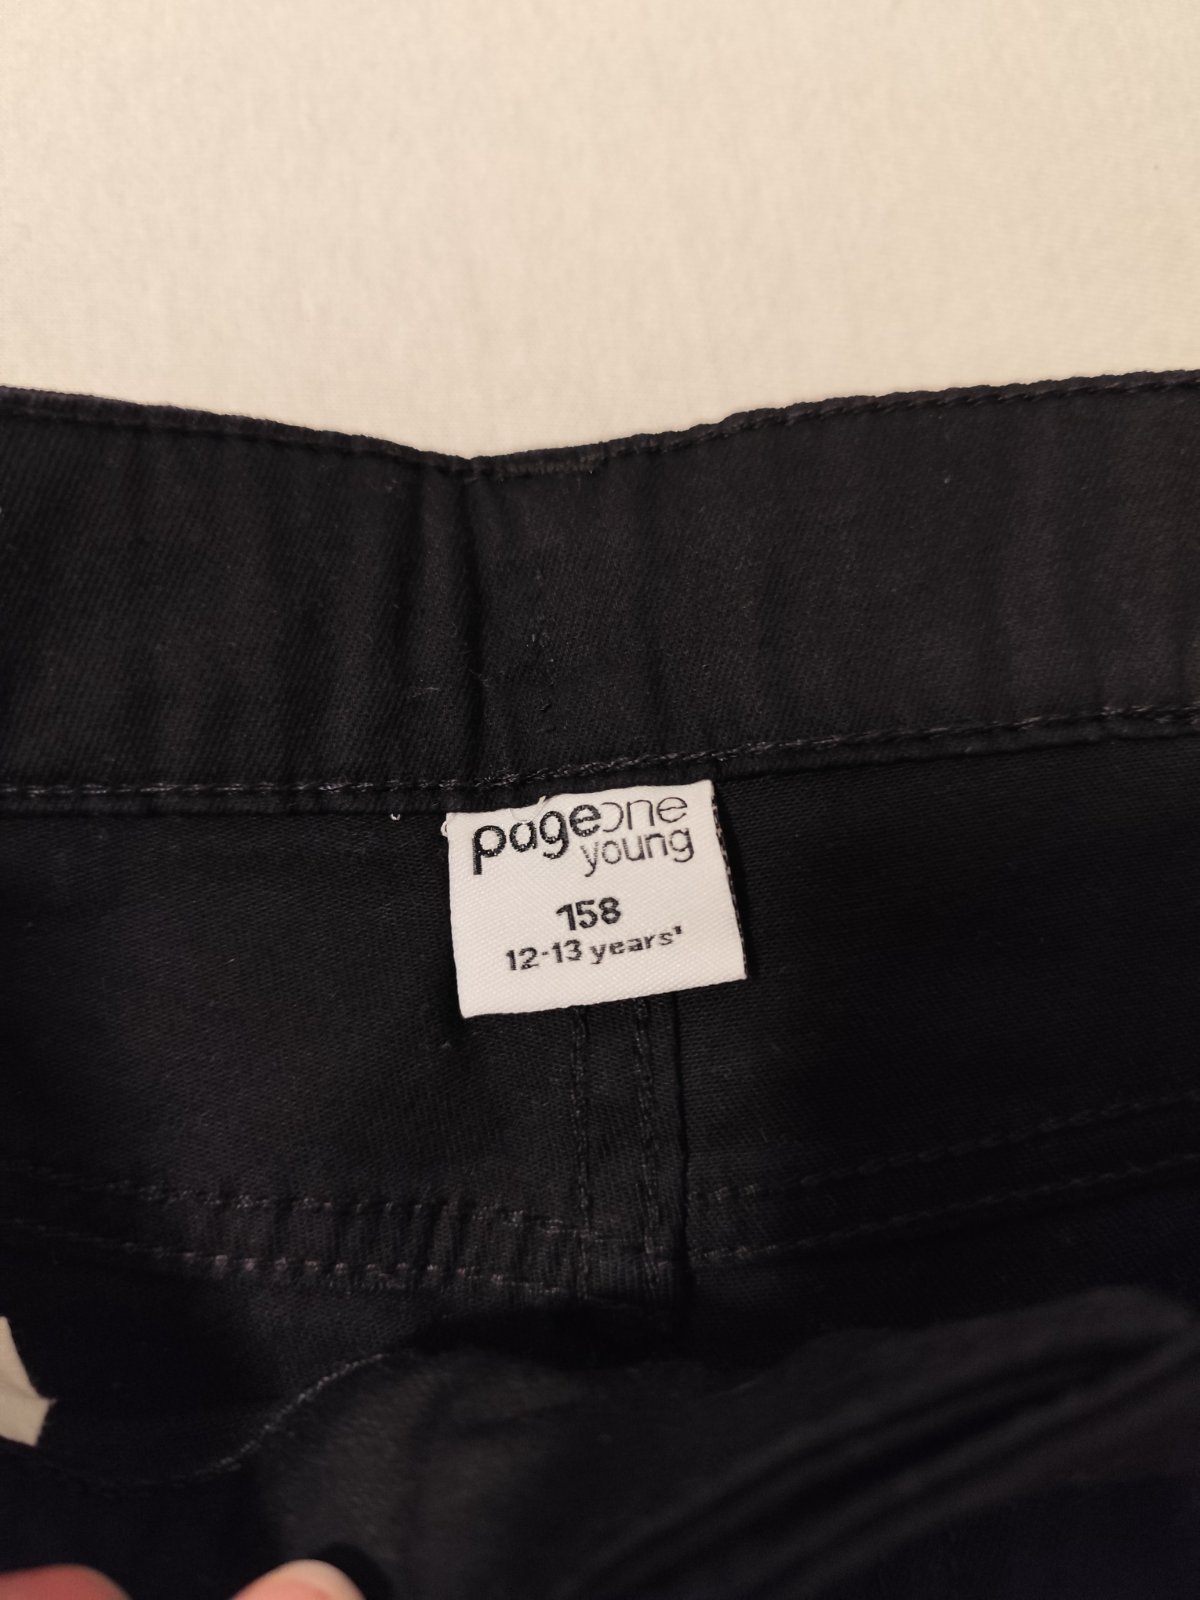 pageone
young
158
12-13 years'